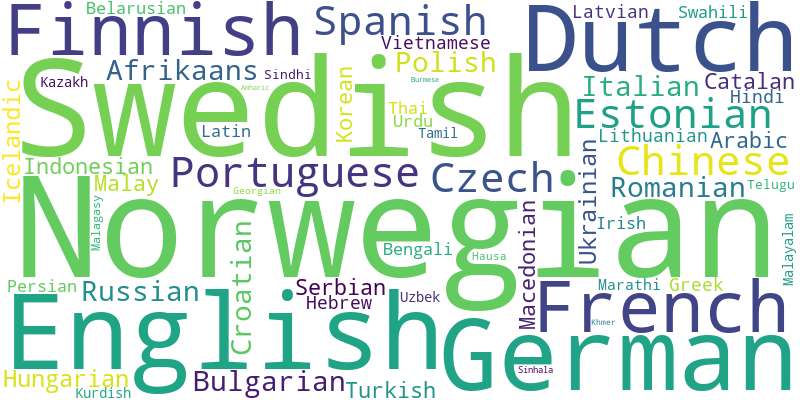 Belarusian
Finnish
Spanish
Dutch
Latvian
Swahili
Vietnamese
Swedish
Afrikaans
Polish
Kazakh
Sindhi
Burmese
Amharic
Korean
Italian
Catalan
Hindi
Icelandic
Thai
Urdu
Estonian
Latin
Tamil
Lithuanian
Arabic
Indonesian
Portuguese
Czech
Chinese
Malay
Georgian
Ukrainian
Romanian
Telugu
Norwegian
Malagasy
Irish
Malayalam
Croatian
Bengali
Hausa
Macedonian
Persian
Russian
Serbian
Hebrew
Uzbek
Marathi
Greek
English
French
German
Khmer
Hungarian
Kurdish
Bulgarian
Turkish
Sinhala